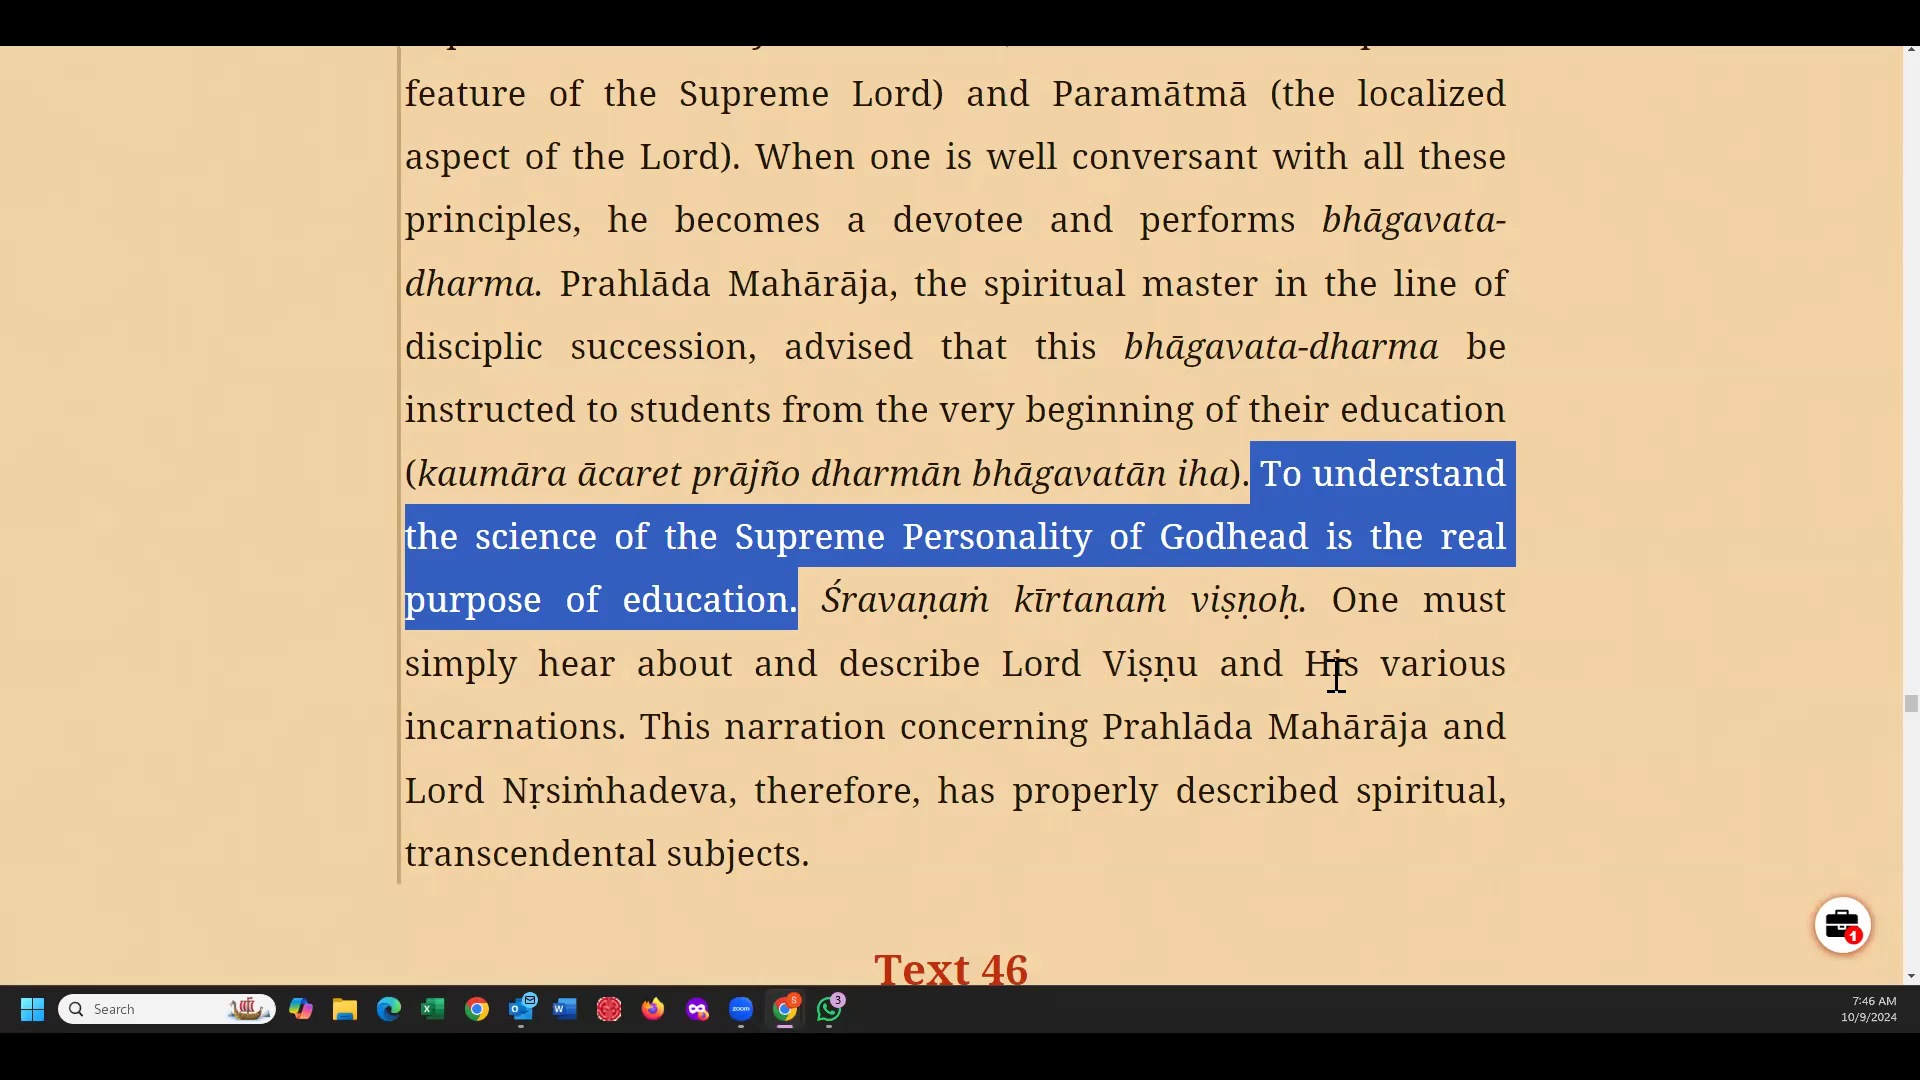 feature of the Supreme Lord) and Paramātmā (the localized
aspect of the Lord). When one is well conversant with all these
principles, he becomes a devotee and performs bhāgavata-
dharma. Prahlāda Mahārāja, the spiritual master in the line of
disciplic succession, advised that this bhāgavata-dharma be
instructed to students from the very beginning of their education
(kaumāra ācaret prājño dharmān bhāgavatān iha). To understand
the science of the Supreme Personality of Godhead is the real
purpose of education. Śravaṇaṁ kīrtanaṁ viṣṇoḥ. One must
simply hear about and describe Lord Viṣṇu and His various
incarnations. This narration concerning Prahlāda Mahārāja and
Lord Nṛsiṁhadeva, therefore, has properly described spiritual,
transcendental subjects.
1
Text 46
Search
zoom
3
7:46 AM
10/9/2024